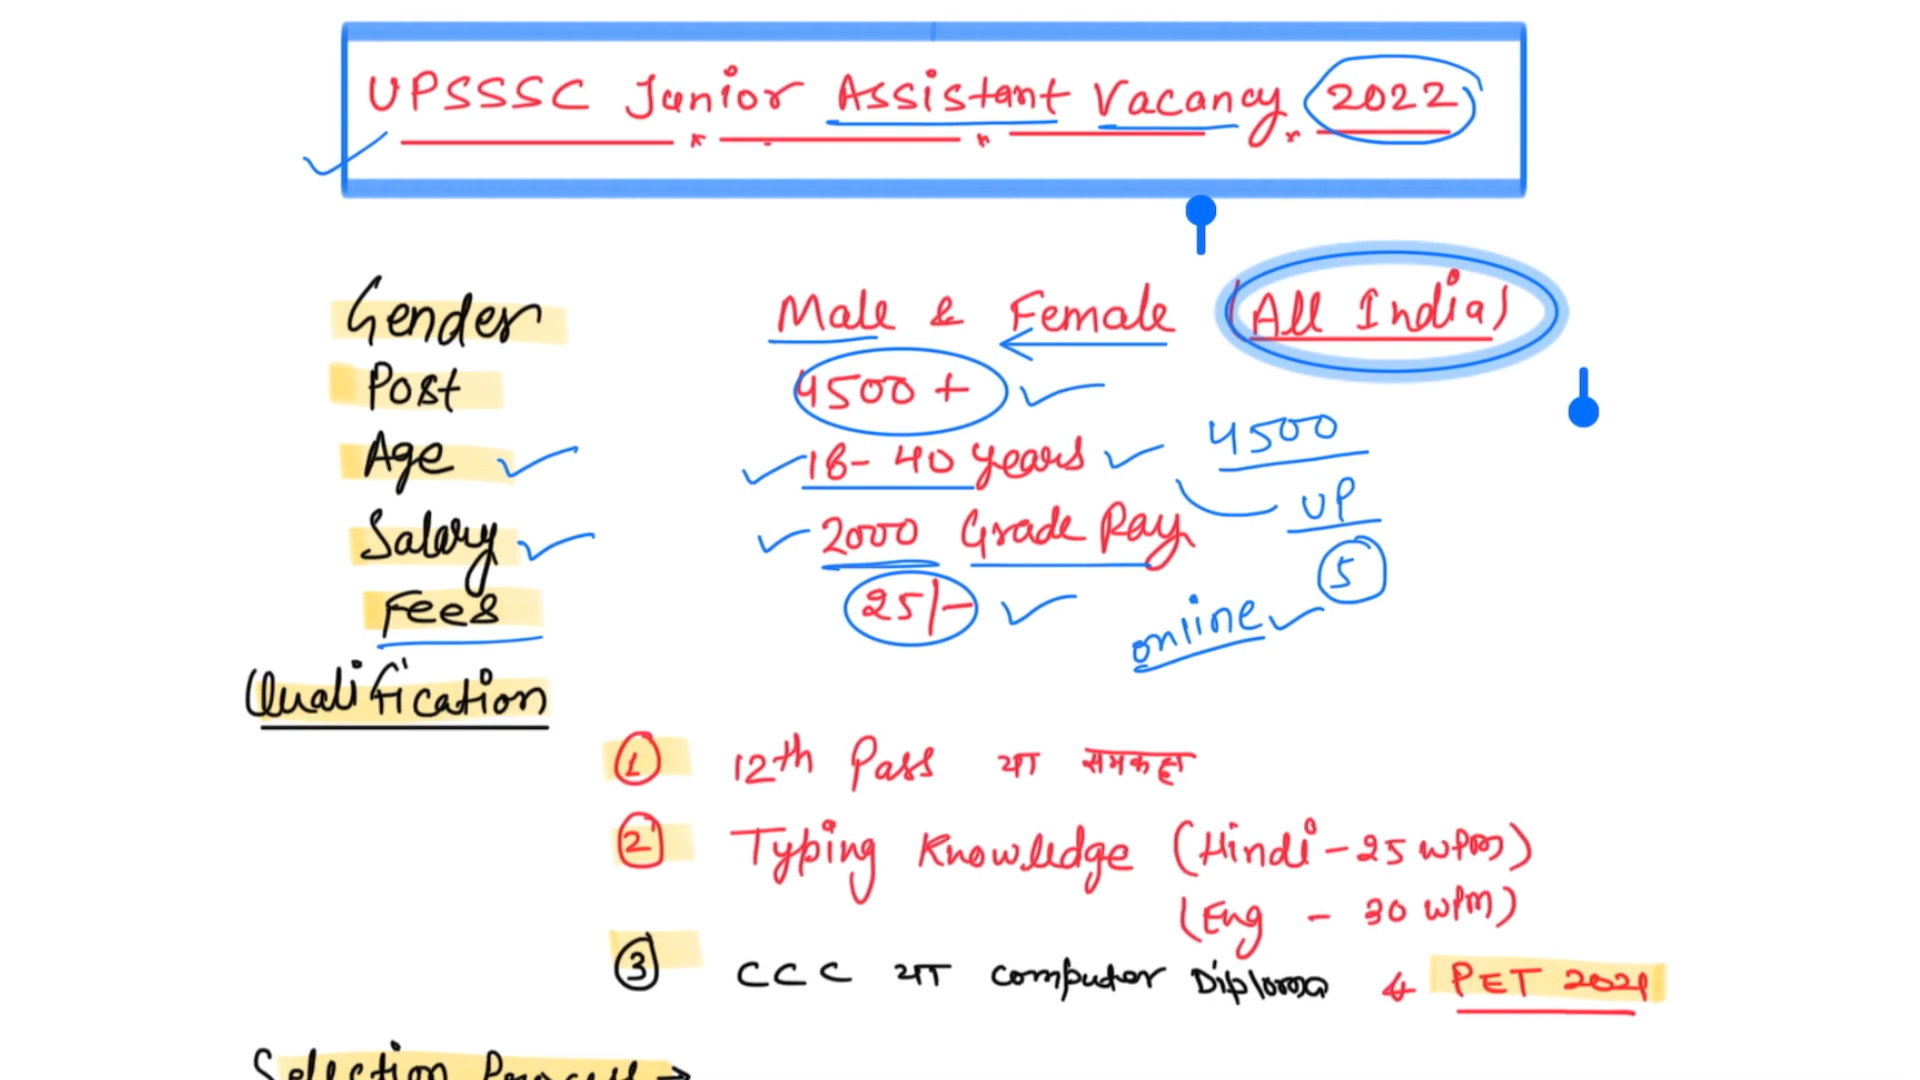 UPSSSC Junior Assistant Vacancy 2022
Gender Male & Female (All India)
Post 4500+
4500
Age 18-40 years
UP
Salary 2000 Grade Pay
5
Fees 25/-
online
Qualification
1 12th Pass या समकक्ष
2 Typing Knowledge (Hindi-25 wpm)
(Eng - 30 wpm)
3 CCC या computer Diploma & PET 2021
Selection Process →